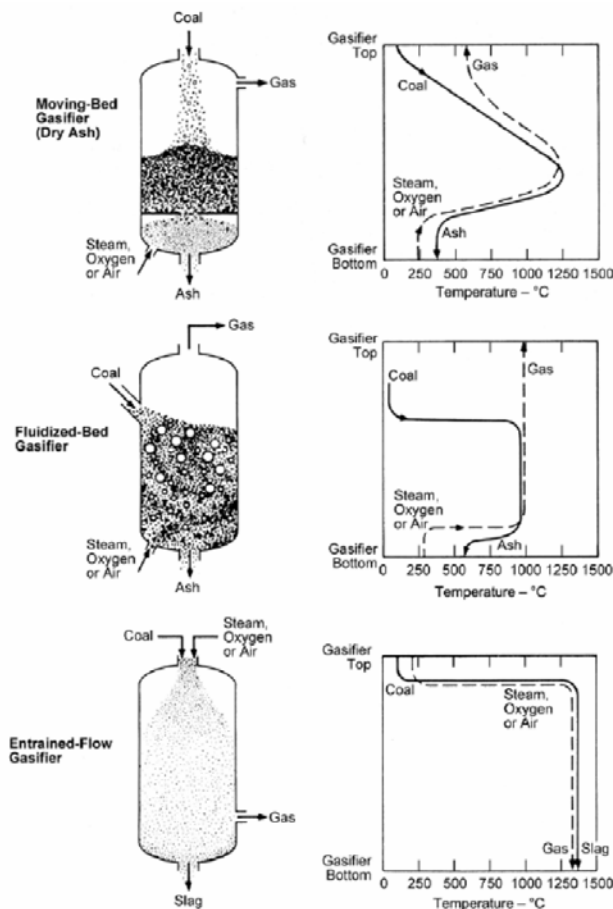 Coal
Gas
Moving-Bed
Gasifier
(Dry Ash)
Steam,
Oxygen
or Air
Ash
Gasifier
Top
Gas
Coal
Steam,
Oxygen
or Air
Ash
Gasifier
Bottom
0 250 500 750 1000 1250 1500
Temperature – °C
Gas
Coal
Fluidized-Bed
Gasifier
Steam,
Oxygen
or Air
Ash
Gasifier
Top
Coal
Gas
Steam,
Oxygen
or Air
Ash
Gasifier
Bottom
0 250 500 750 1000 1250 1500
Temperature – °C
Coal
Steam,
Oxygen
or Air
Entrained-Flow
Gasifier
Gas
Slag
Gasifier
Top
Coal
Steam,
Oxygen
or Air
Gas
Slag
Gasifier
Bottom
0 250 500 750 1000 1250 1500
Temperature – °C